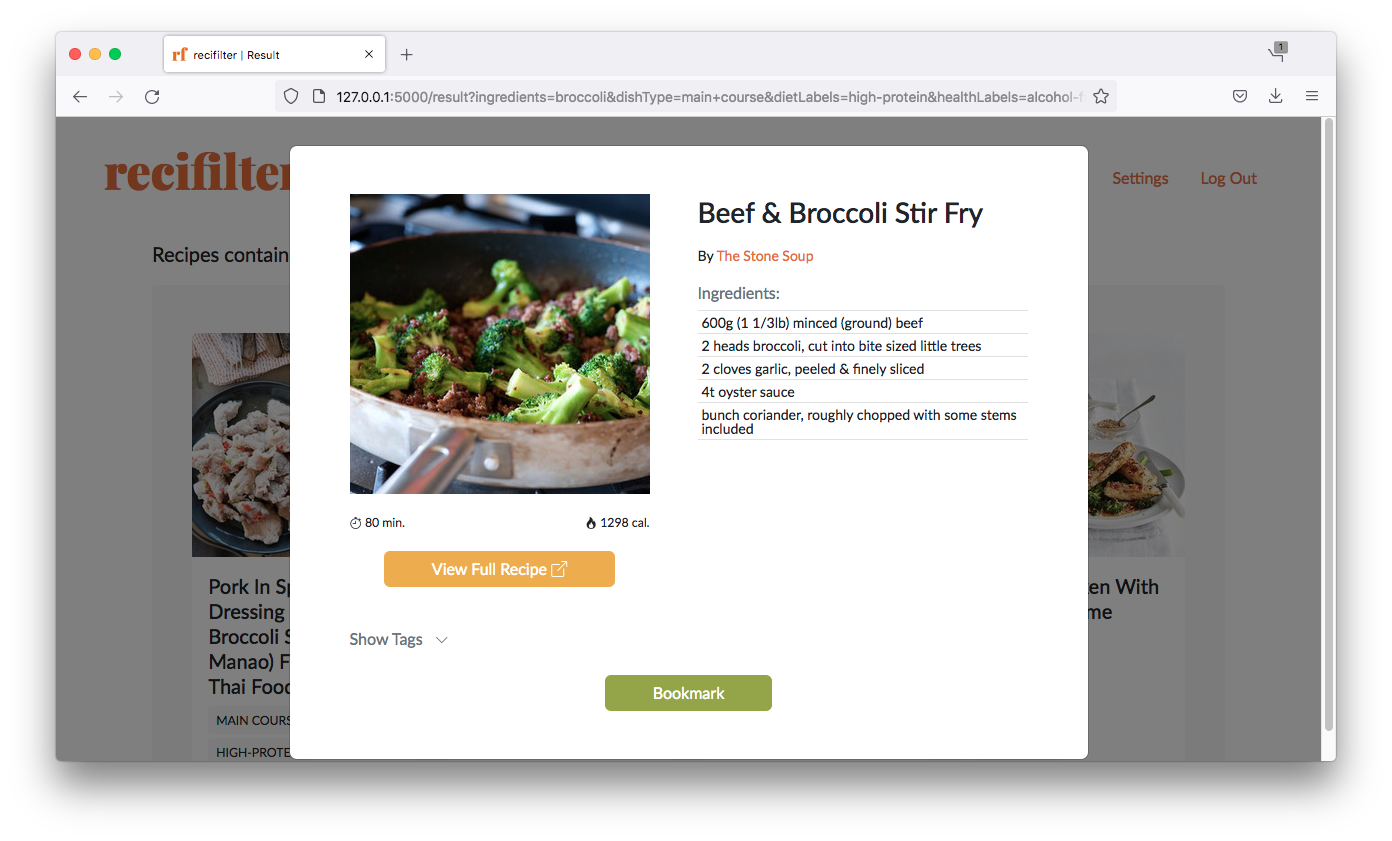 rf recifilter | Result
1
127.0.0.1:5000/result?ingredients=broccoli&dishType=main+course&dietLabels=high-protein&healthLabels=alcohol-f
recifilter
Settings
Log Out
Recipes contain
Beef & Broccoli Stir Fry
By The Stone Soup
Ingredients:
600g (1 1/3lb) minced (ground) beef
2 heads broccoli, cut into bite sized little trees
2 cloves garlic, peeled & finely sliced
4t oyster sauce
bunch coriander, roughly chopped with some stems
included
80 min.
1298 cal.
View Full Recipe
Show Tags
Bookmark
Pork In Sp
Dressing
Broccoli S
Manao) F
Thai Food
MAIN COURS
HIGH-PROTE
en With
me